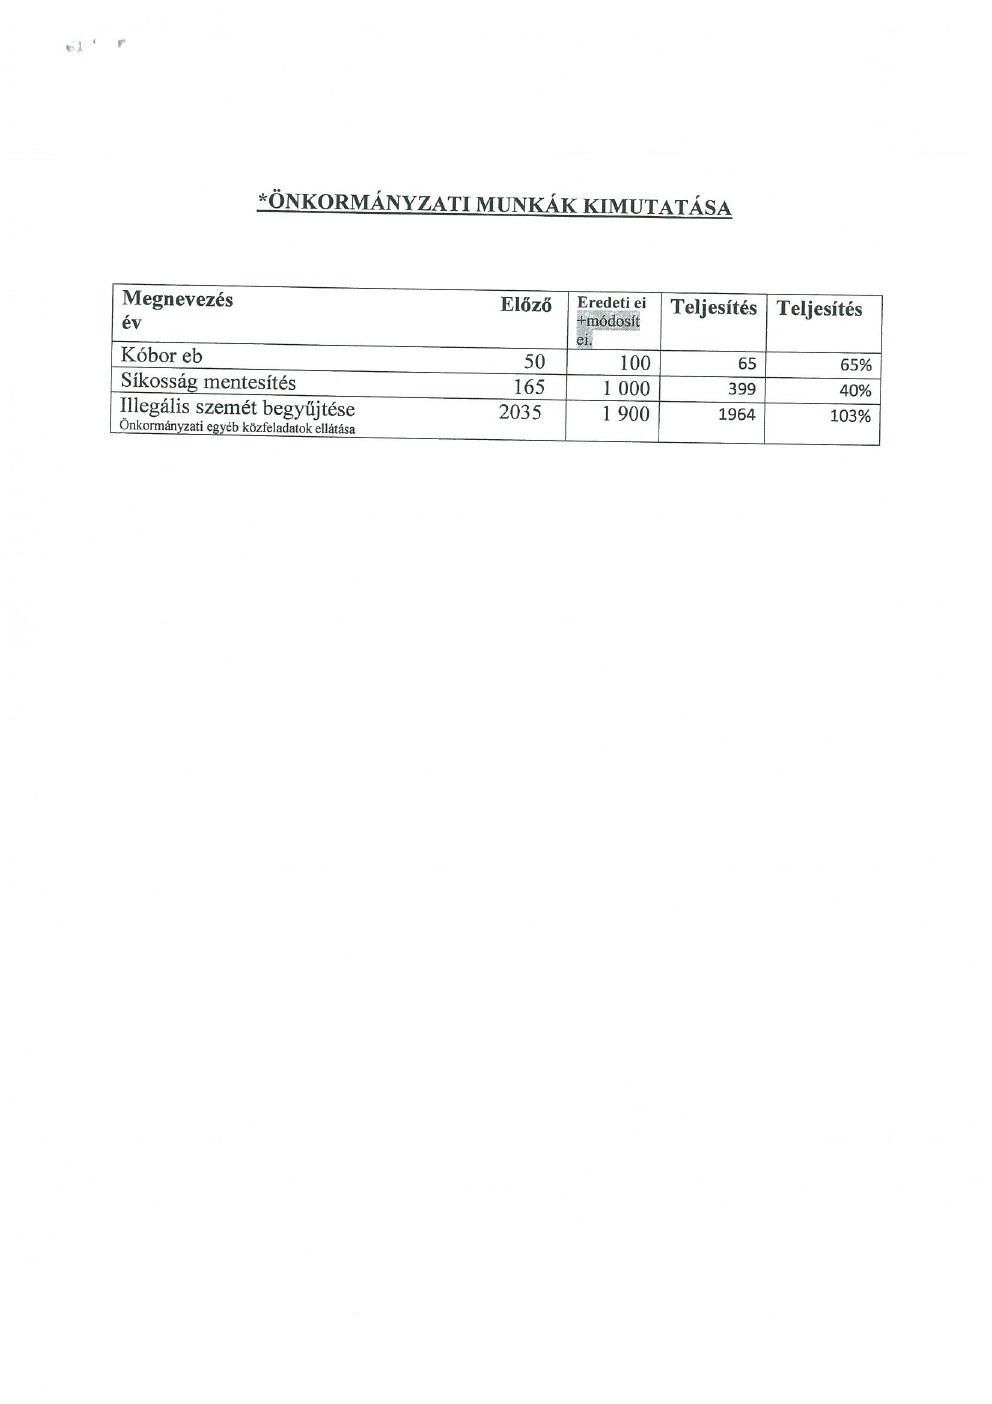 *ÖNKORMÁNYZATI MUNKÁK KIMUTATÁSA
Megnevezés Előző Eredeti ei Teljesítés Teljesítés
év +módosít
ei.
Kóbor eb 50 100 65 65%
Síkosság mentesítés 165 1 000 399 40%
Illegális szemét begyűjtése 2035 1 900 1964 103%
Önkormányzati egyéb közfeladatok ellátása